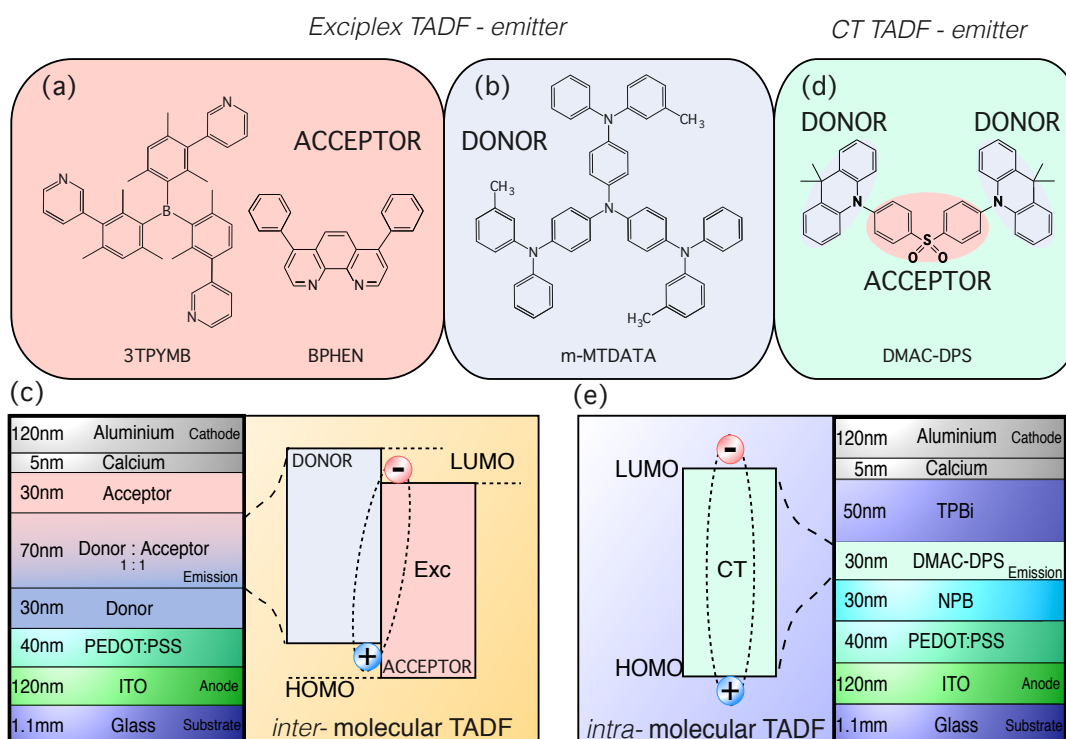 Exciplex TADF - emitter
CT TADF - emitter
(a)
ACCEPTOR
N
N
N
B
N
N
3TPYMB
BPHEN
(b)
DONOR
N
CH3
N
CH3
N
N
H3C
m-MTDATA
(d)
DONOR
DONOR
N
N
S
O
O
ACCEPTOR
DMAC-DPS
(c)
120nm Aluminium Cathode
5nm Calcium
30nm Acceptor
70nm Donor : Acceptor
1 : 1
Emission
30nm Donor
40nm PEDOT:PSS
120nm ITO Anode
1.1mm Glass Substrate
DONOR
-
LUMO
Exc
+
ACCEPTOR
HOMO
inter- molecular TADF
(e)
-
LUMO
CT
HOMO
+
intra- molecular TADF
120nm Aluminium Cathode
5nm Calcium
50nm TPBi
30nm DMAC-DPS Emission
30nm NPB
40nm PEDOT:PSS
120nm ITO Anode
1.1mm Glass Substrate